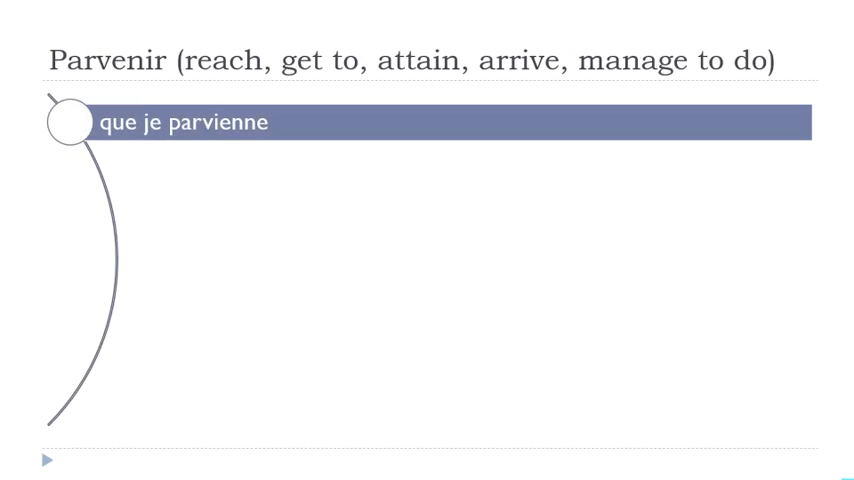 Parvenir (reach, get to, attain, arrive, manage to do)
que je parvienne